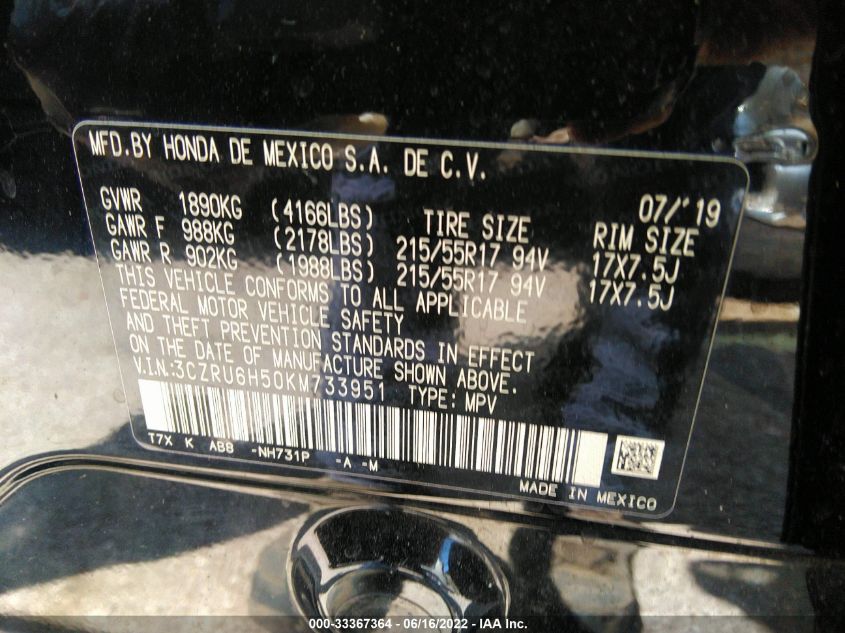 MFD.BY HONDA DE MEXICO S.A. DE C.V.
07/'19
GVWR 1890KG (4166LBS) TIRE SIZE RIM SIZE
GAWR F 988KG (2178LBS) 215/55R17 94V 17X7.5J
GAWR R 902KG (1988LBS) 215/55R17 94V 17X7.5J
THIS VEHICLE CONFORMS TO ALL APPLICABLE
FEDERAL MOTOR VEHICLE SAFETY
AND THEFT PREVENTION STANDARDS IN EFFECT
ON THE DATE OF MANUFACTURE SHOWN ABOVE.
V.I.N:3CZRU6H50KM733951 TYPE: MPV
T7X K ABS -NH731P -A -M
MADE IN MEXICO
000-33367364 - 06/16/2022 - IAA Inc.